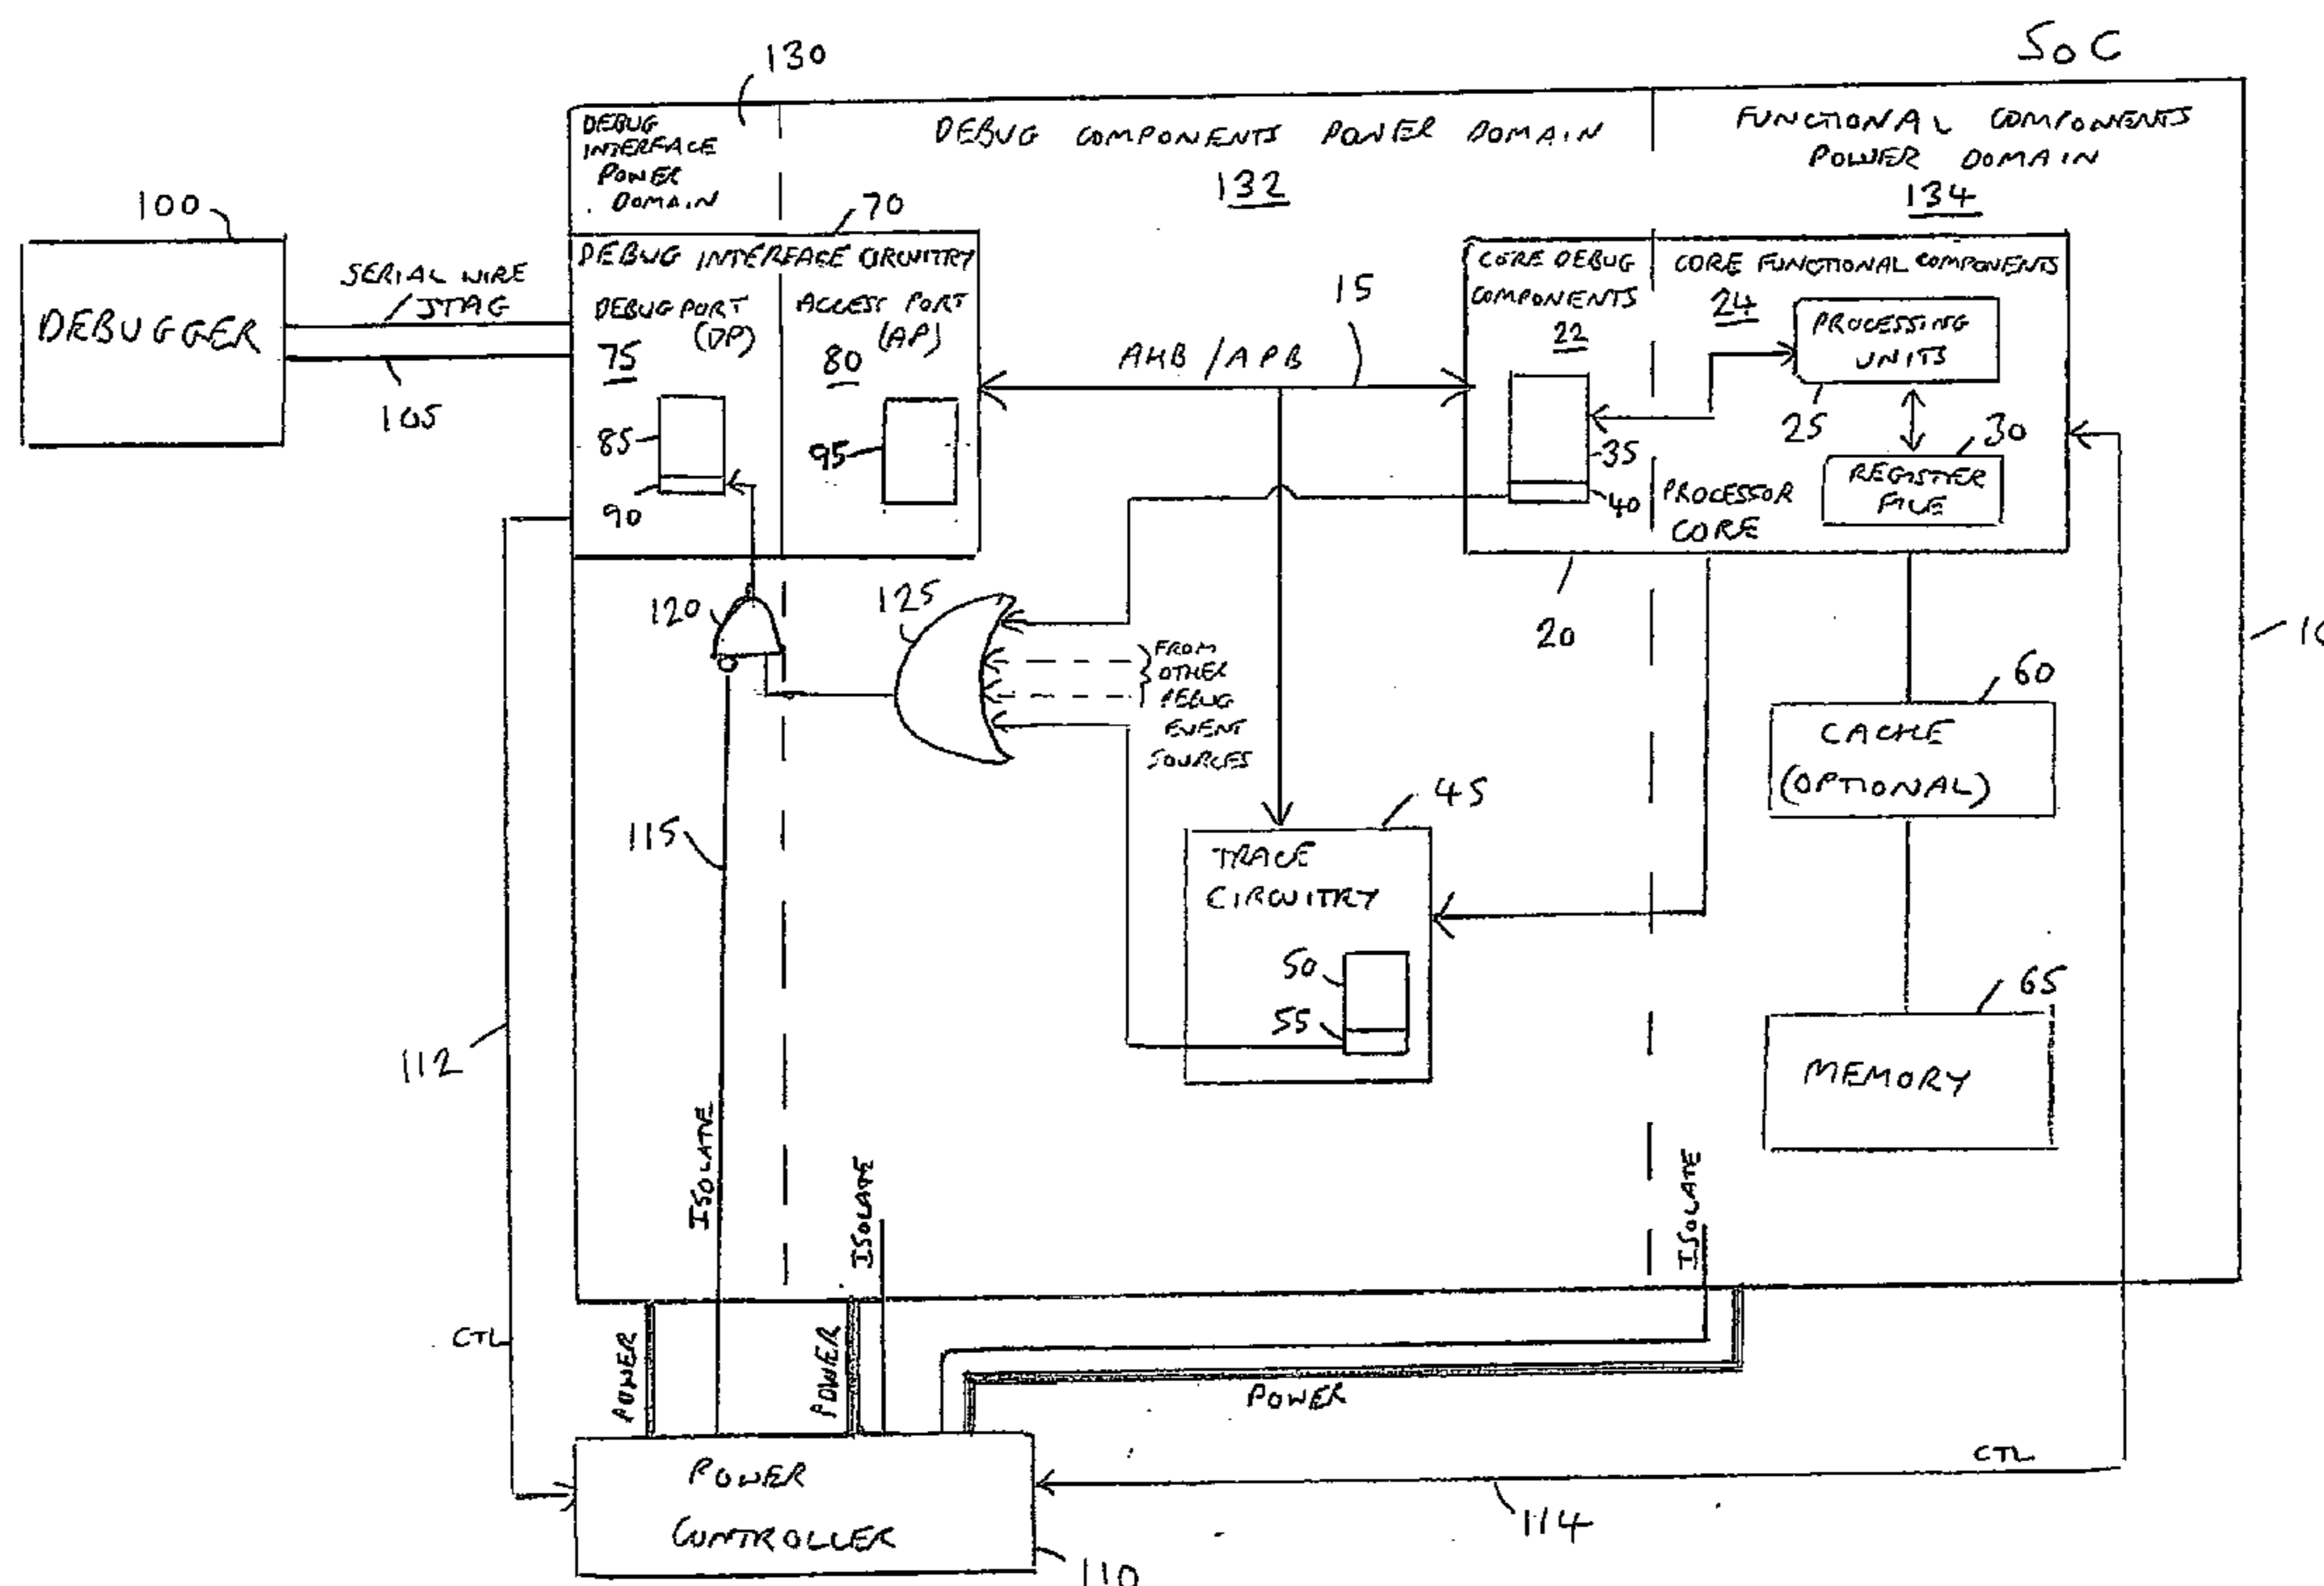 SoC
130
DEBUG
INTERFACE
POWER
DOMAIN
DEBUG COMPONENTS POWER DOMAIN
132
FUNCTIONAL COMPONENTS
POWER DOMAIN
134
100
DEBUGGER
SERIAL WIRE
JTAG
105
70
DEBUG INTERFACE CIRCUITRY
DEBUG PORT
(DP)
75
85
90
ACCESS PORT
(AP)
80
95
AHB / APB
15
CORE DEBUG
COMPONENTS
22
35
40
CORE FUNCTIONAL COMPONENTS
24
PROCESSING
UNITS
25
30
REGISTER
FILE
PROCESSOR
CORE
20
120
125
FROM
OTHER
DEBUG
EVENT
SOURCES
60
CACHE
(OPTIONAL)
115
45
TRACE
CIRCUITRY
50
55
65
MEMORY
112
ISOLATE
ISOLATE
ISOLATE
CTL
POWER
POWER
POWER
POWER
CONTROLLER
110
CTL
114